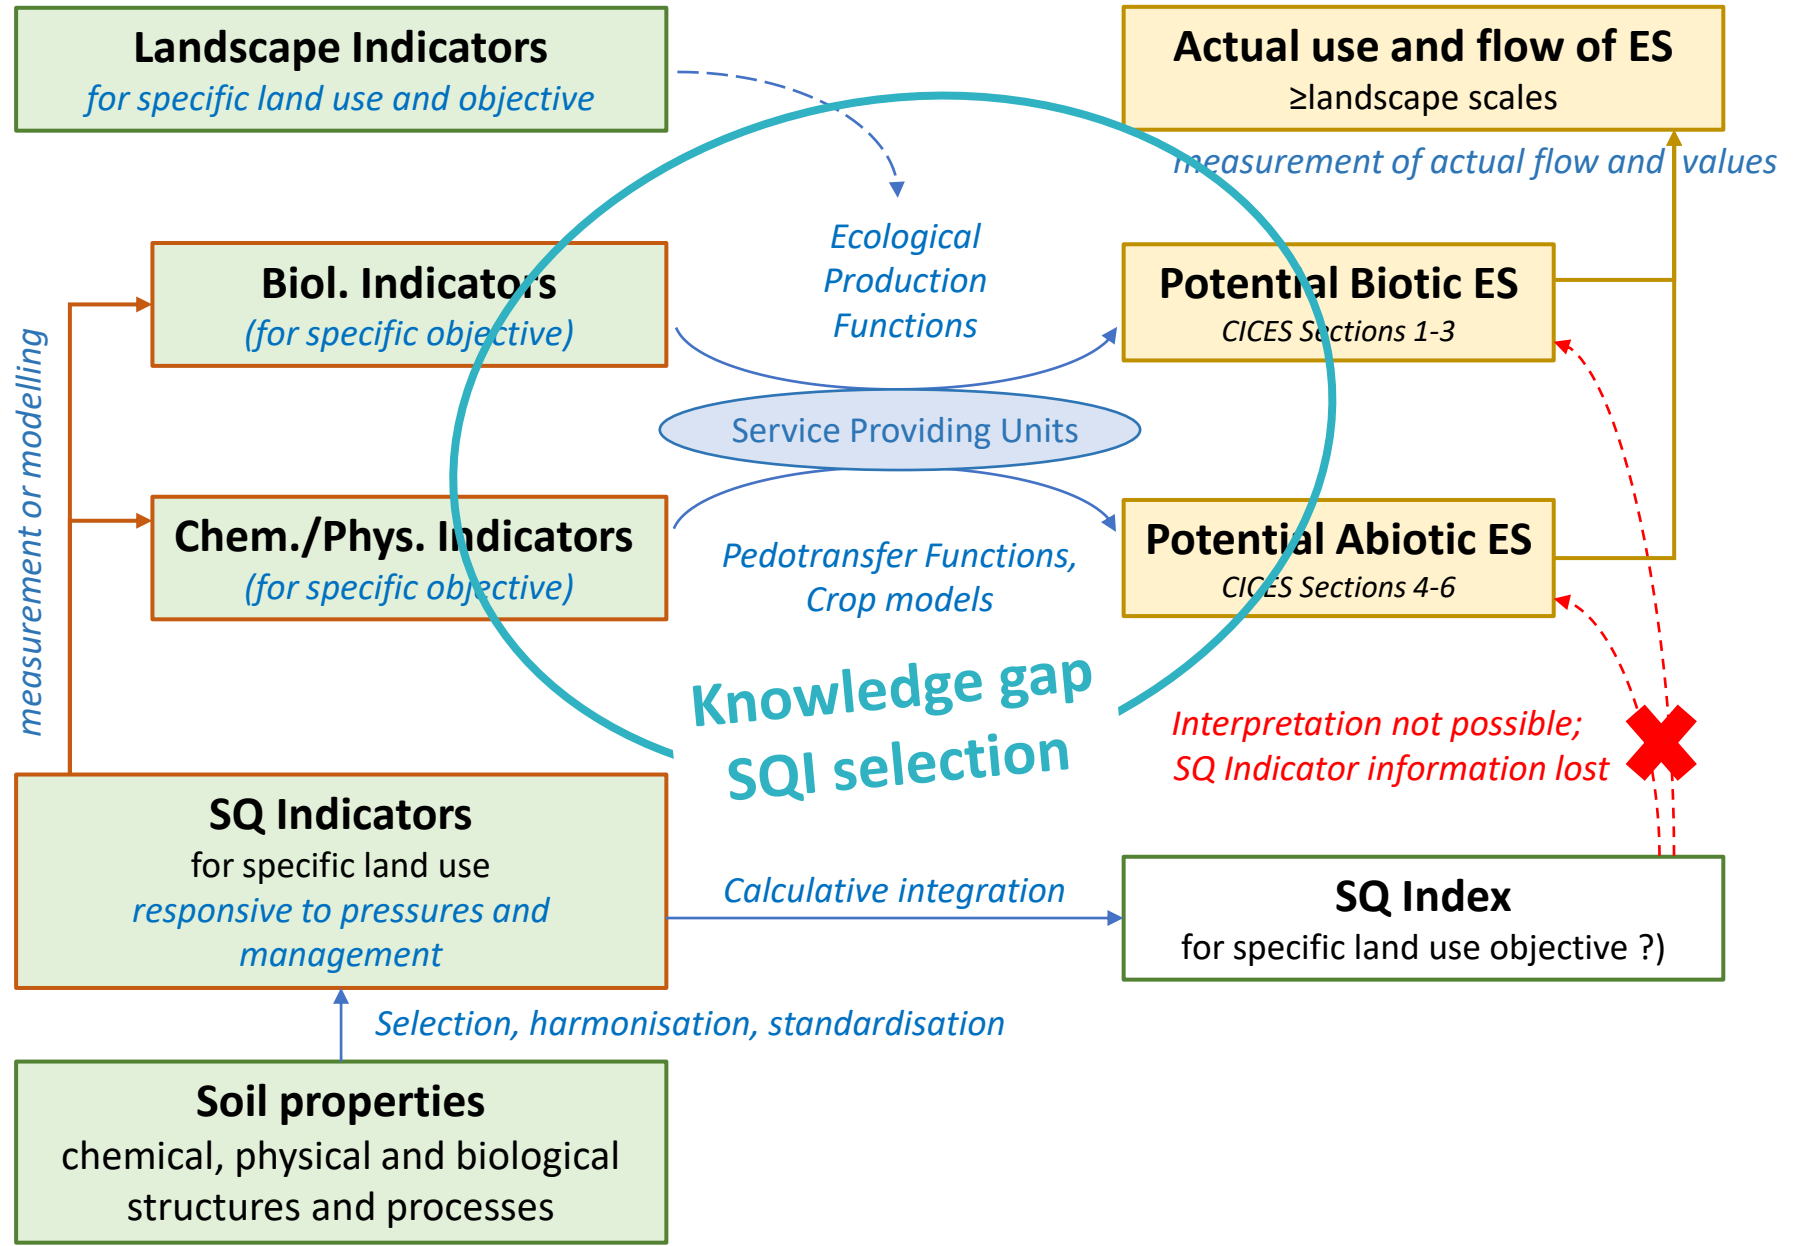 Landscape Indicators
for specific land use and objective
Actual use and flow of ES
≥landscape scales
measurement of actual flow and values
Ecological
Production
Functions
Biol. Indicators
(for specific objective)
Potential Biotic ES
CICES Sections 1-3
measurement or modelling
Service Providing Units
Chem./Phys. Indicators
(for specific objective)
Pedotransfer Functions,
Crop models
Potential Abiotic ES
CICES Sections 4-6
Knowledge gap
SQI selection
Interpretation not possible;
SQ Indicator information lost
SQ Indicators
for specific land use
responsive to pressures and
management
Calculative integration
SQ Index
for specific land use objective ?)
Selection, harmonisation, standardisation
Soil properties
chemical, physical and biological
structures and processes